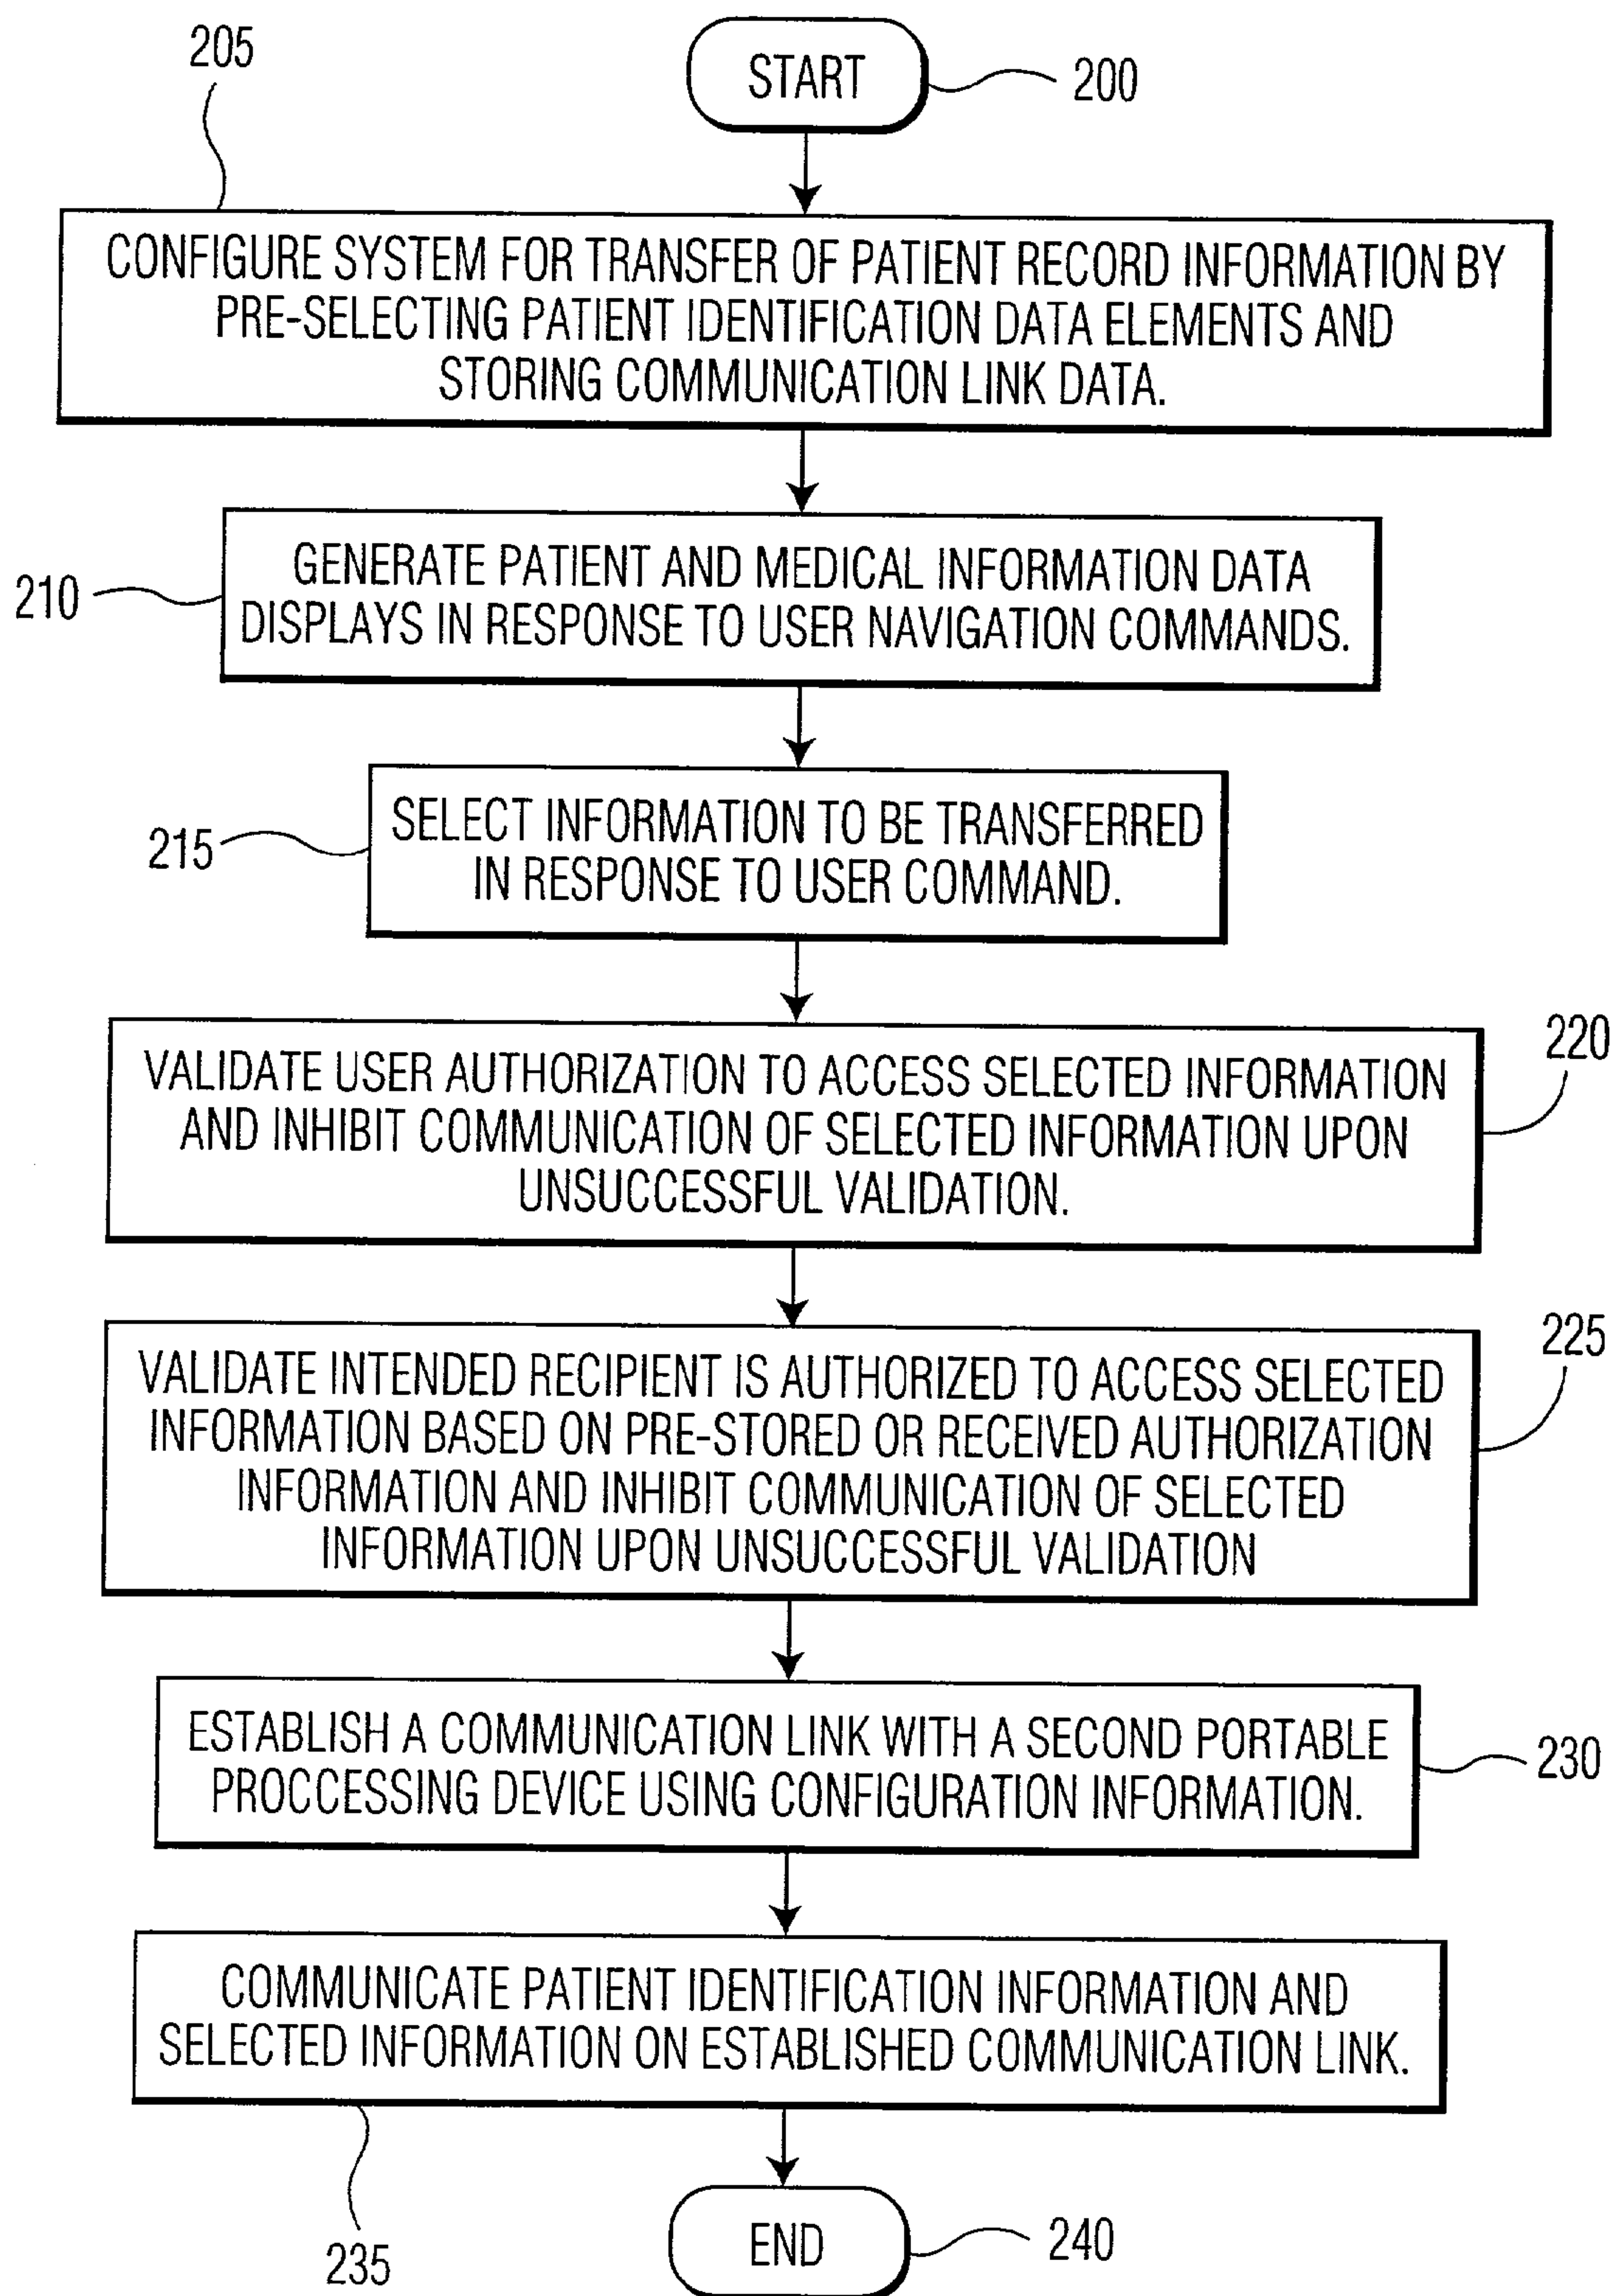 205
START
200
CONFIGURE SYSTEM FOR TRANSFER OF PATIENT RECORD INFORMATION BY
PRE-SELECTING PATIENT IDENTIFICATION DATA ELEMENTS AND
STORING COMMUNICATION LINK DATA.
210
GENERATE PATIENT AND MEDICAL INFORMATION DATA
DISPLAYS IN RESPONSE TO USER NAVIGATION COMMANDS.
215
SELECT INFORMATION TO BE TRANSFERRED
IN RESPONSE TO USER COMMAND.
220
VALIDATE USER AUTHORIZATION TO ACCESS SELECTED INFORMATION
AND INHIBIT COMMUNICATION OF SELECTED INFORMATION UPON
UNSUCCESSFUL VALIDATION.
225
VALIDATE INTENDED RECIPIENT IS AUTHORIZED TO ACCESS SELECTED
INFORMATION BASED ON PRE-STORED OR RECEIVED AUTHORIZATION
INFORMATION AND INHIBIT COMMUNICATION OF SELECTED
INFORMATION UPON UNSUCCESSFUL VALIDATION
ESTABLISH A COMMUNICATION LINK WITH A SECOND PORTABLE
PROCCESSING DEVICE USING CONFIGURATION INFORMATION.
230
COMMUNICATE PATIENT IDENTIFICATION INFORMATION AND
SELECTED INFORMATION ON ESTABLISHED COMMUNICATION LINK.
235
END
240